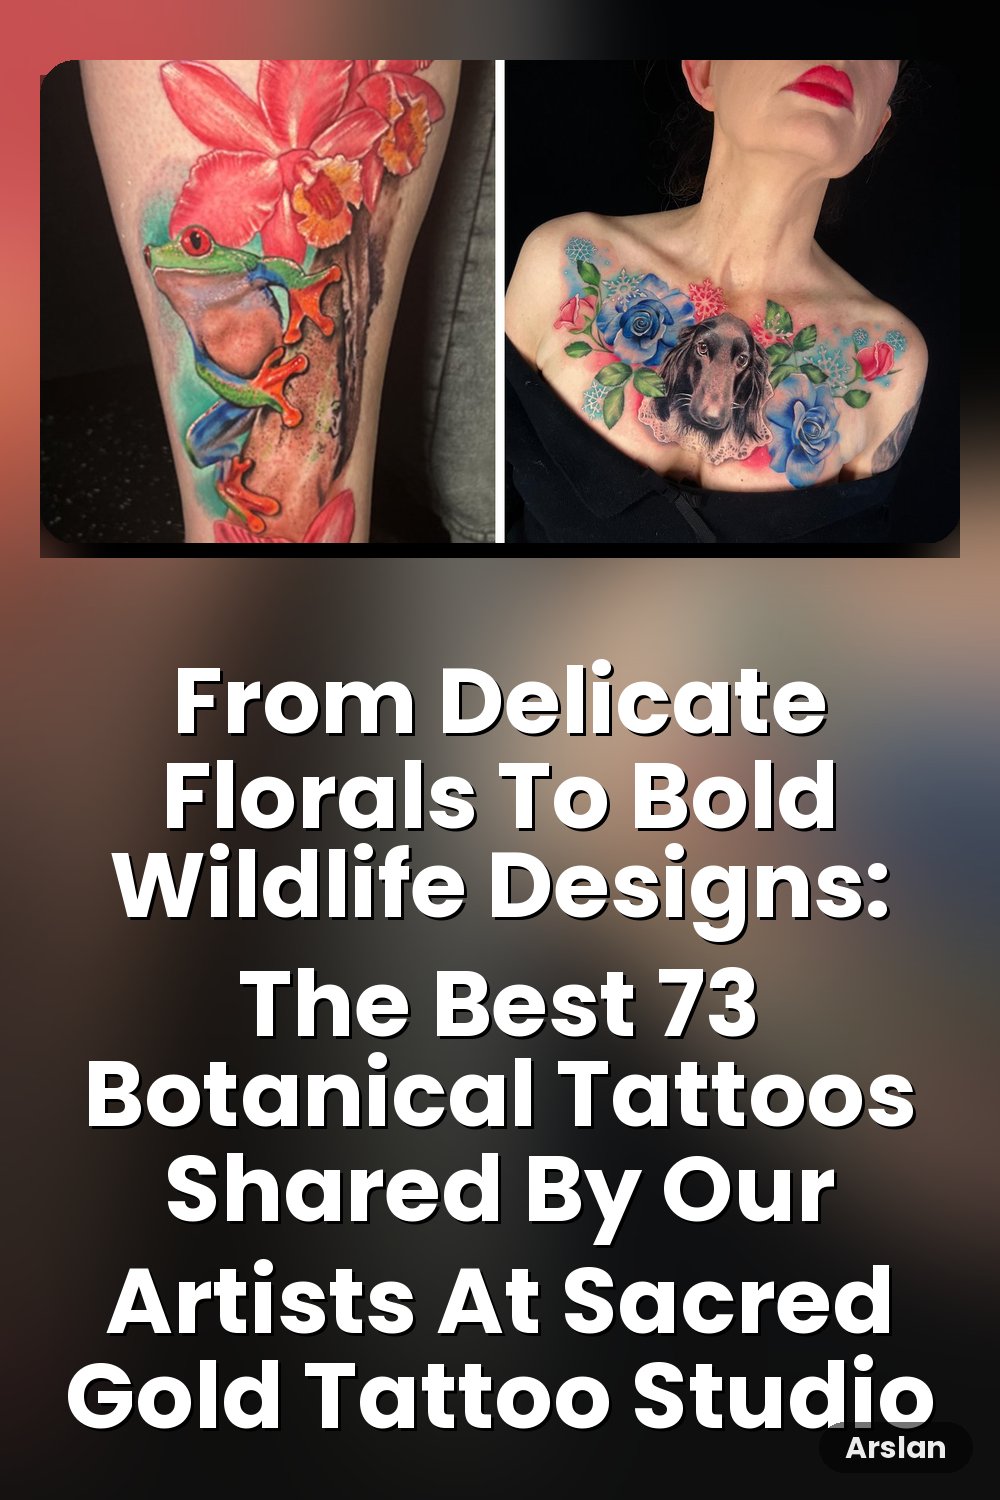 From Delicate
Florals To Bold
Wildlife Designs:
The Best 73
Botanical Tattoos
Shared By Our
Artists At Sacred
Gold Tattoo Studio
Arslan